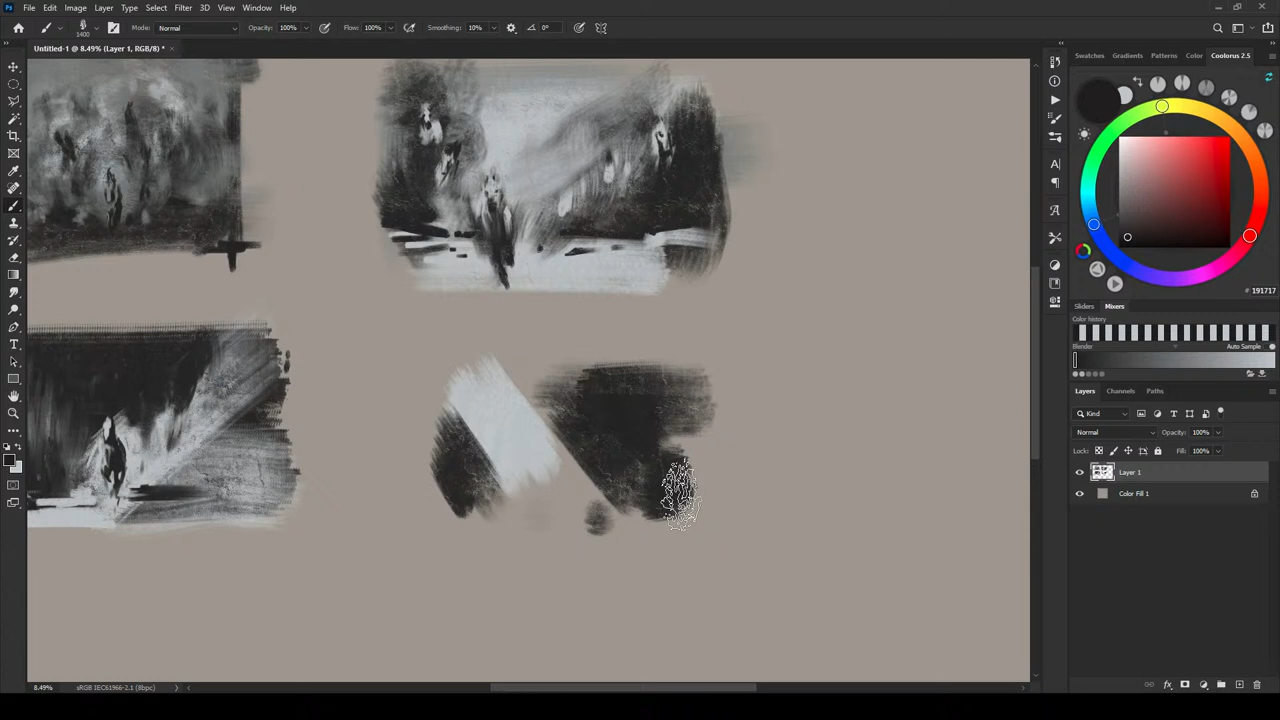 Ps File Edit Image Layer Type Select Filter 3D View Window Help
1400 Mode: Normal Opacity: 100% Flow: 100% Smoothing: 10% 0°
Untitled-1 @ 8.49% (Layer 1, RGB/8) * ×
Swatches Gradients Patterns Color Coolorus 2.5
# 191717
Sliders Mixers
Color history
Blender Auto Sample
Layers Channels Paths
Kind
Normal Opacity: 100%
Lock: Fill: 100%
Layer 1
Color Fill 1
8.49% sRGB IEC61966-2.1 (8bpc)
fx